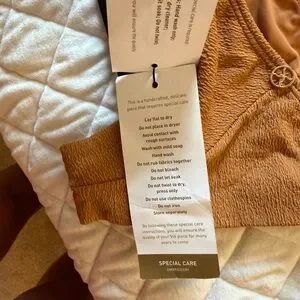 Hand wash only;
This is a handcrafted, delicate
piece that requires special care
Lay flat to dry
Do not place in dryer
Avoid contact with
rough surfaces
Wash with mild soap
Hand wash
Do not rub fabrics together
Do not bleach
Do not let soak
Do not twist to dry,
press only
Do not use clothespins
Do not iron
Store separately
By following these special care
instructions, you will ensure the
quality of your piece for many
years to come
SPECIAL CARE
EMBROIDERY